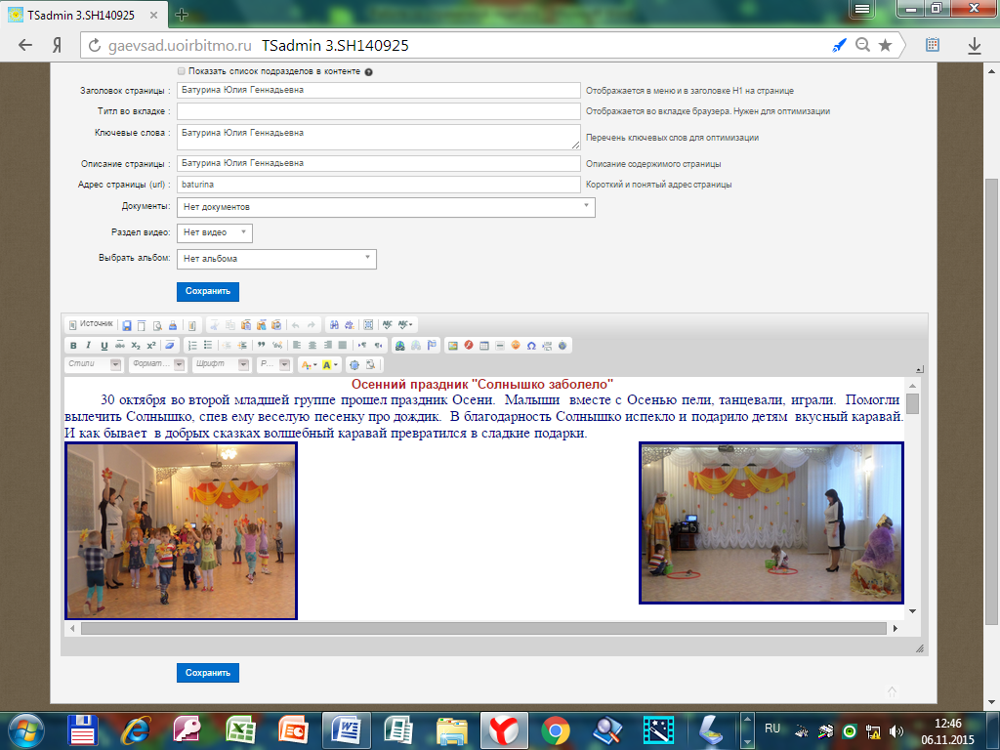 TSadmin 3.SH140925
gaevsad.uoirbitmo.ru TSadmin 3.SH140925
Показать список подразделов в контенте
Заголовок страницы : Батурина Юлия Геннадьевна Отображается в меню и в заголовке H1 на странице
Титл во вкладке : Отображается во вкладке браузера. Нужен для оптимизации
Ключевые слова : Батурина Юлия Геннадьевна Перечень ключевых слов для оптимизации
Описание страницы : Батурина Юлия Геннадьевна Описание содержимого страницы
Адрес страницы (url) : baturina Короткий и понятый адрес страницы
Документы: Нет документов
Раздел видео: Нет видео
Выбрать альбом: Нет альбома
Сохранить
Источник
Стили Формат... Шрифт Р...
Осенний праздник "Солнышко заболело"
30 октября во второй младшей группе прошел праздник Осени. Малыши вместе с Осенью пели, танцевали, играли. Помогли
вылечить Солнышко, спев ему веселую песенку про дождик. В благодарность Солнышко испекло и подарило детям вкусный каравай.
И как бывает в добрых сказках волшебный каравай превратился в сладкие подарки.
Сохранить
RU
12:46
06.11.2015